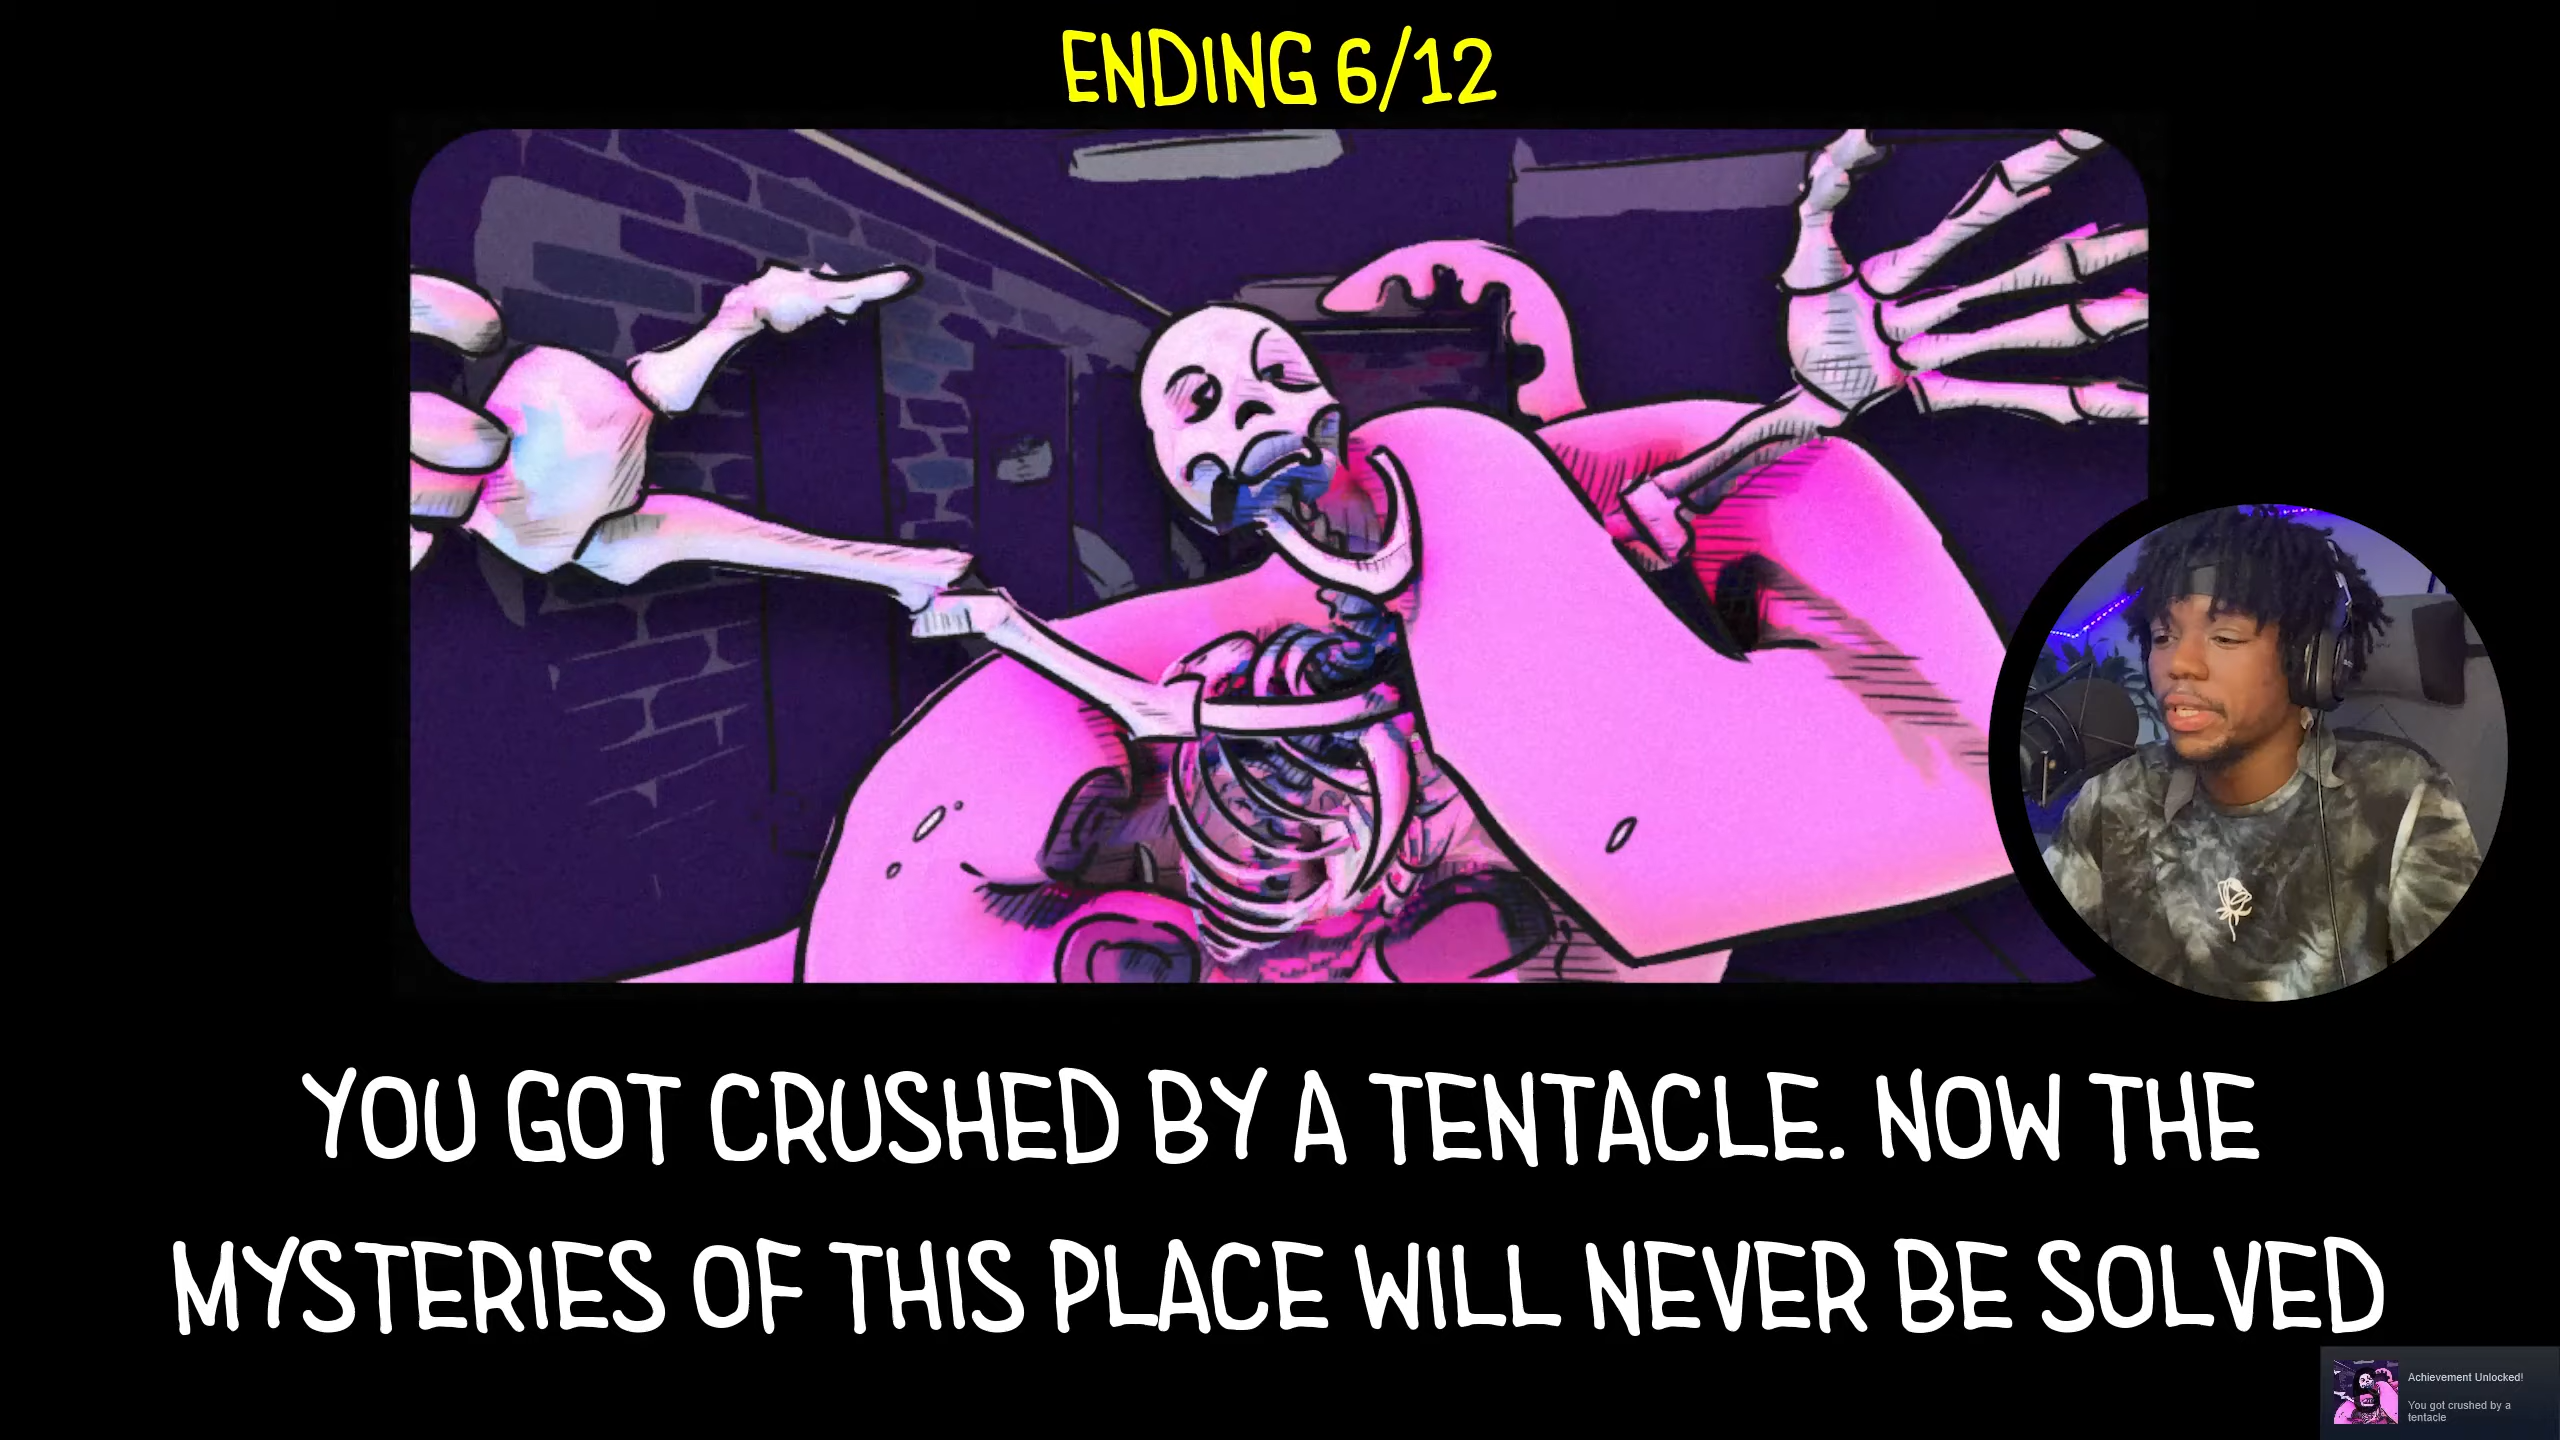 ENDING 6/12
YOU GOT CRUSHED BY A TENTACLE. NOW THE
MYSTERIES OF THIS PLACE WILL NEVER BE SOLVED
Achievement Unlocked!
You got crushed by a
tentacle